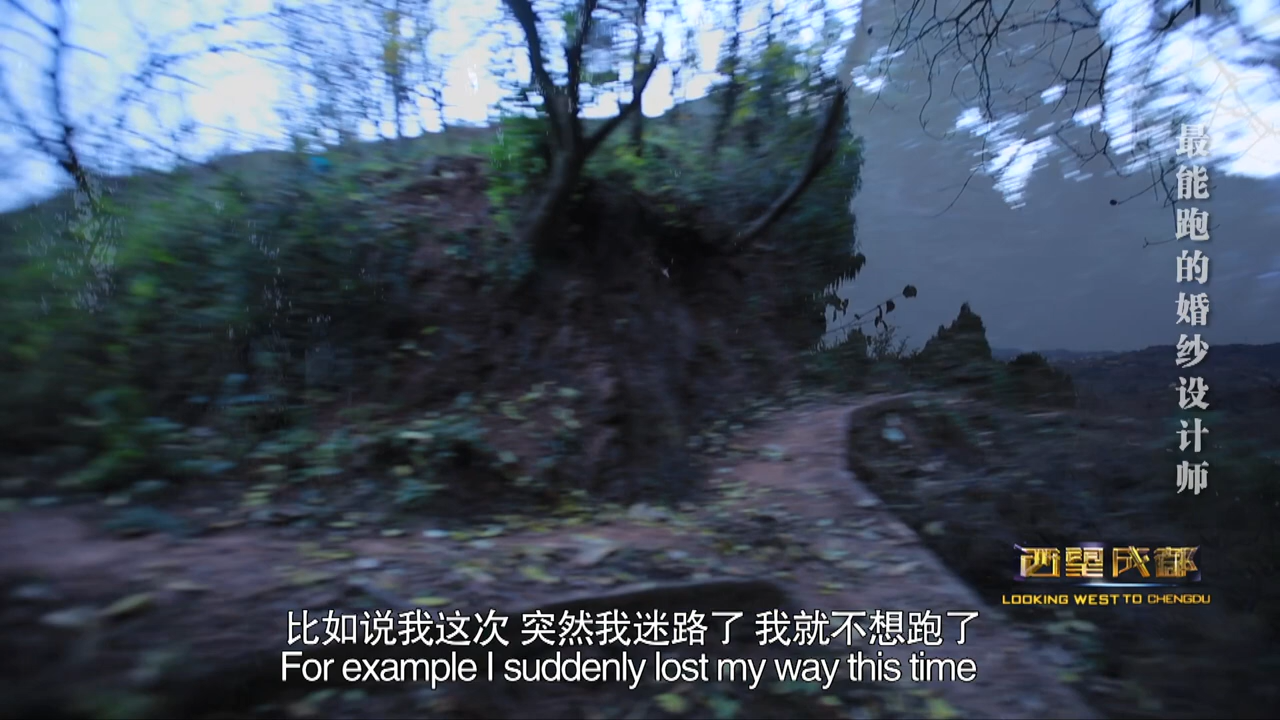 最能跑的婚纱设计师
西望成都
LOOKING WEST TO CHENGDU
比如说我这次 突然我迷路了 我就不想跑了
For example I suddenly lost my way this time